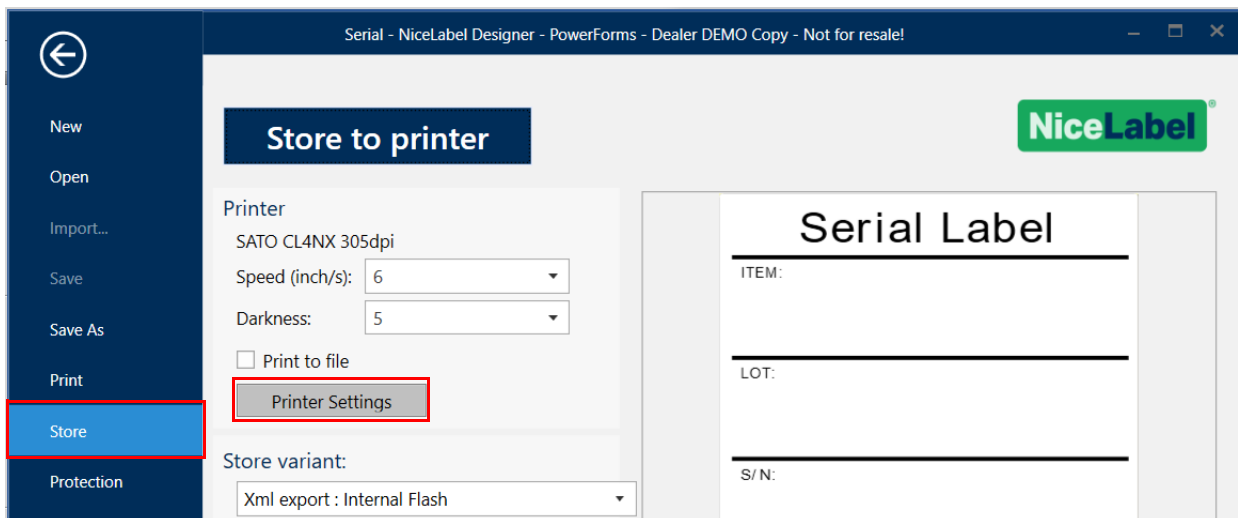 Serial - NiceLabel Designer - PowerForms - Dealer DEMO Copy - Not for resale!
New
Open
Import...
Save
Save As
Print
Store
Protection
Store to printer
NiceLabel®
Printer
SATO CL4NX 305dpi
Speed (inch/s): 6
Darkness: 5
Print to file
Printer Settings
Store variant:
Xml export : Internal Flash
Serial Label
ITEM:
LOT:
S/N: